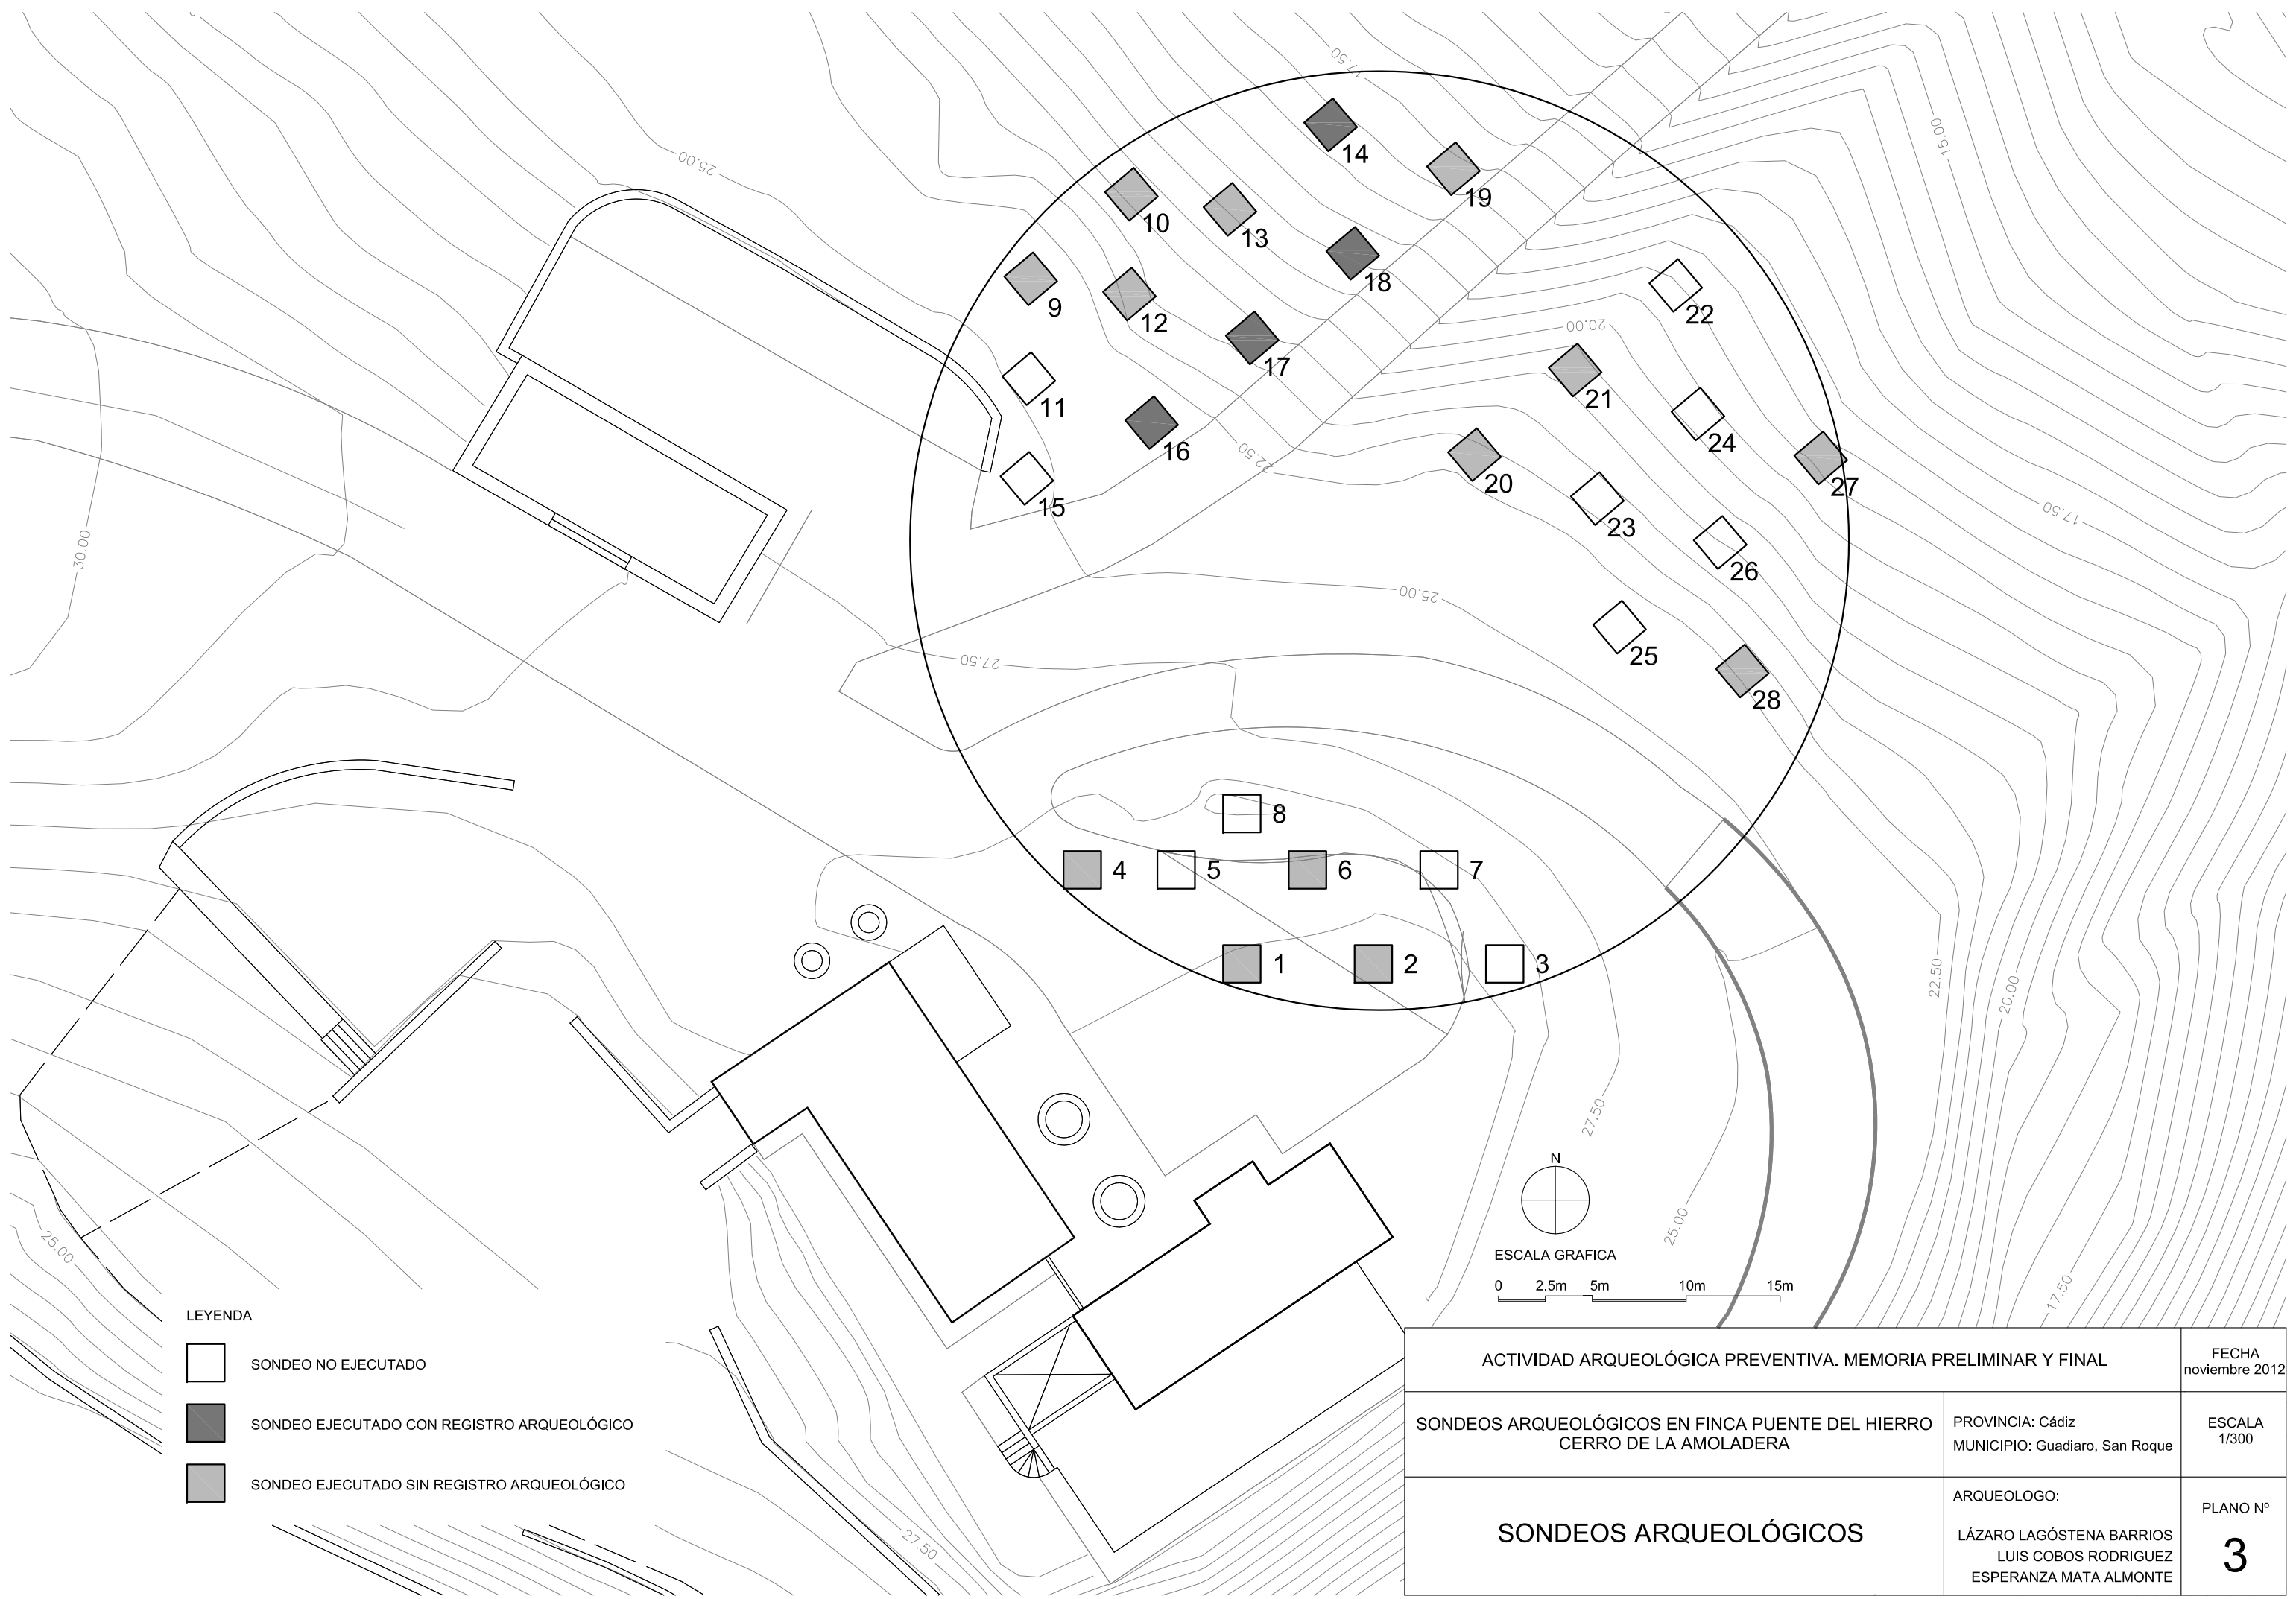 17.50
15.00
25.00
14
19
10
13
18
9
12
22
20.00
17
21
11
16
24
22.50
20
27
15
23
17.50
30.00
26
25.00
25
27.50
28
8
4
5
6
7
1
2
3
22.50
20.00
27.50
25.00
25.00
17.50
27.50
N
ESCALA GRAFICA
0 2.5m 5m 10m 15m
LEYENDA
SONDEO NO EJECUTADO
SONDEO EJECUTADO CON REGISTRO ARQUEOLÓGICO
SONDEO EJECUTADO SIN REGISTRO ARQUEOLÓGICO
ACTIVIDAD ARQUEOLÓGICA PREVENTIVA. MEMORIA PRELIMINAR Y FINAL
FECHA
noviembre 2012
SONDEOS ARQUEOLÓGICOS EN FINCA PUENTE DEL HIERRO
CERRO DE LA AMOLADERA
PROVINCIA: Cádiz
MUNICIPIO: Guadiaro, San Roque
ESCALA
1/300
SONDEOS ARQUEOLÓGICOS
ARQUEOLOGO:
LÁZARO LAGÓSTENA BARRIOS
LUIS COBOS RODRIGUEZ
ESPERANZA MATA ALMONTE
PLANO Nº
3